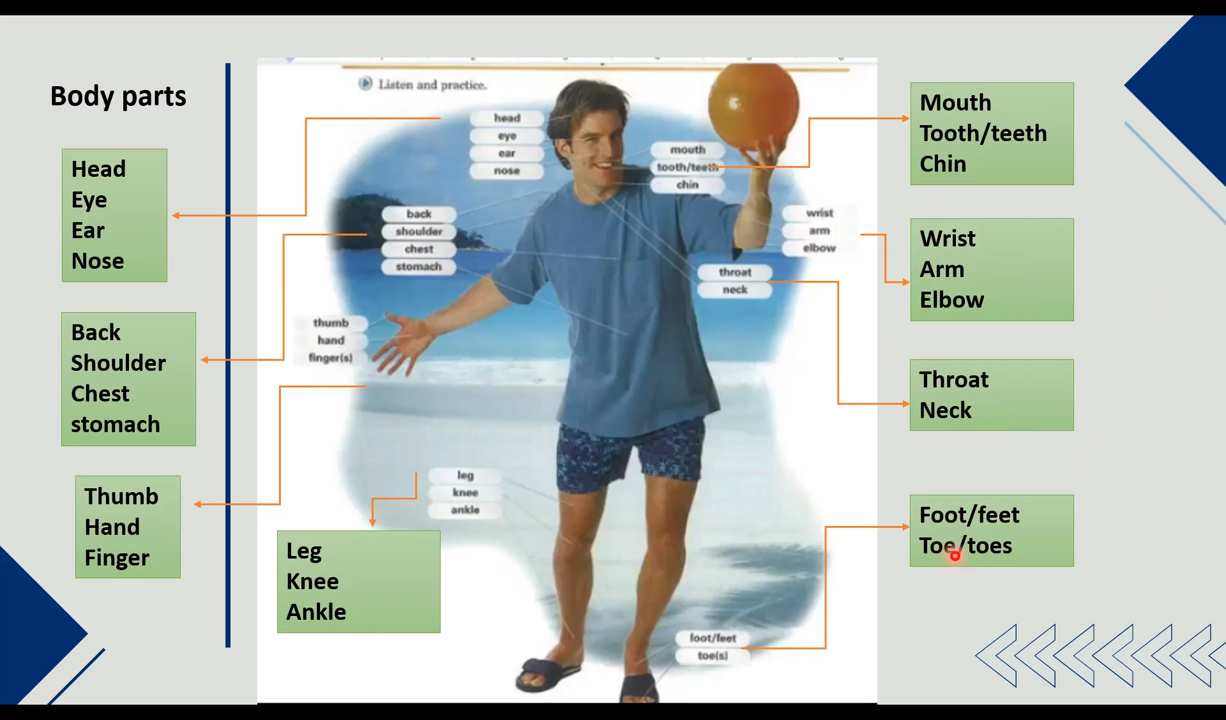 Body parts
Head
Eye
Ear
Nose
Back
Shoulder
Chest
stomach
Thumb
Hand
Finger
Listen and practice.
head
eye
ear
nose
mouth
tooth/teeth
chin
back
shoulder
chest
stomach
wrist
arm
elbow
throat
neck
thumb
hand
finger(s)
leg
knee
ankle
foot/feet
toe(s)
Leg
Knee
Ankle
Mouth
Tooth/teeth
Chin
Wrist
Arm
Elbow
Throat
Neck
Foot/feet
Toe/toes